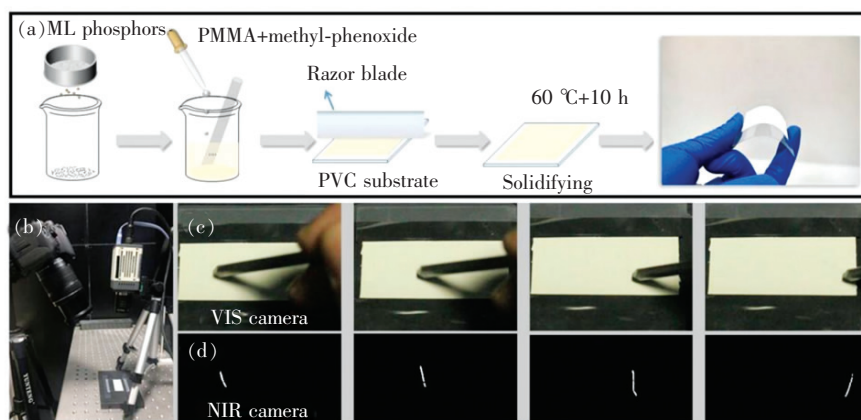 (a)ML phosphors
PMMA+methyl-phenoxide
Razor blade
60 ℃+10 h
PVC substrate
Solidifying
(b)
(c)
VIS camera
(d)
NIR camera